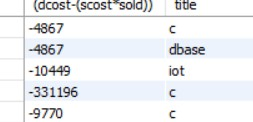 (dcost-(scost*sold)) title
-4867 c
-4867 dbase
-10449 iot
-331196 c
-9770 c